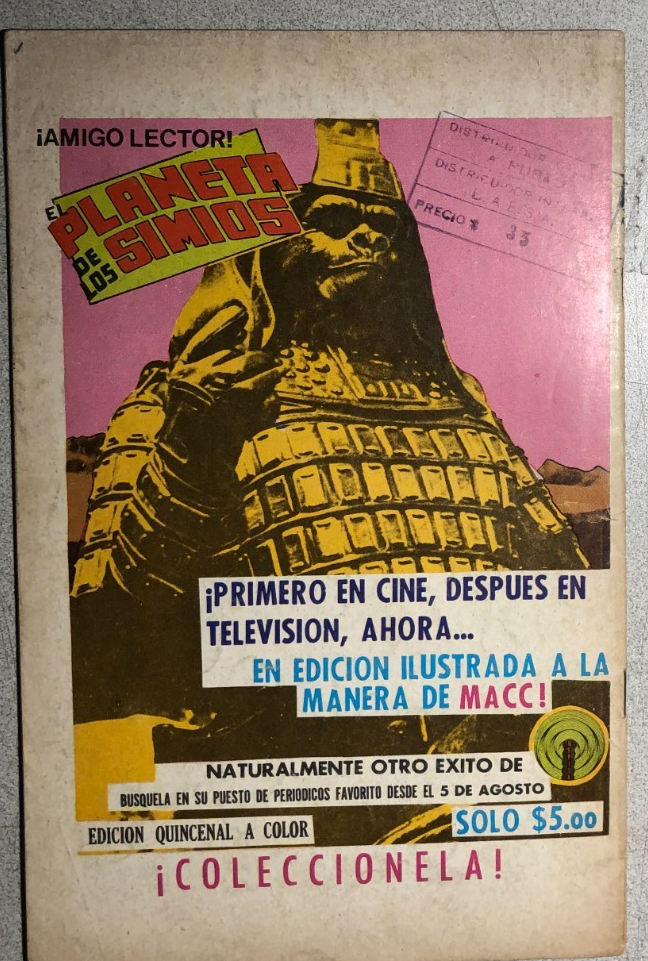 ¡AMIGO LECTOR!
EL PLANETA
DE LOS SIMIOS
PRECIO $ 35
¡PRIMERO EN CINE, DESPUES EN
TELEVISION, AHORA...
EN EDICION ILUSTRADA A LA
MANERA DE MACC!
NATURALMENTE OTRO EXITO DE
BUSQUELA EN SU PUESTO DE PERIODICOS FAVORITO DESDE EL 5 DE AGOSTO
EDICION QUINCENAL A COLOR
SOLO $5.00
¡COLECCIONELA!